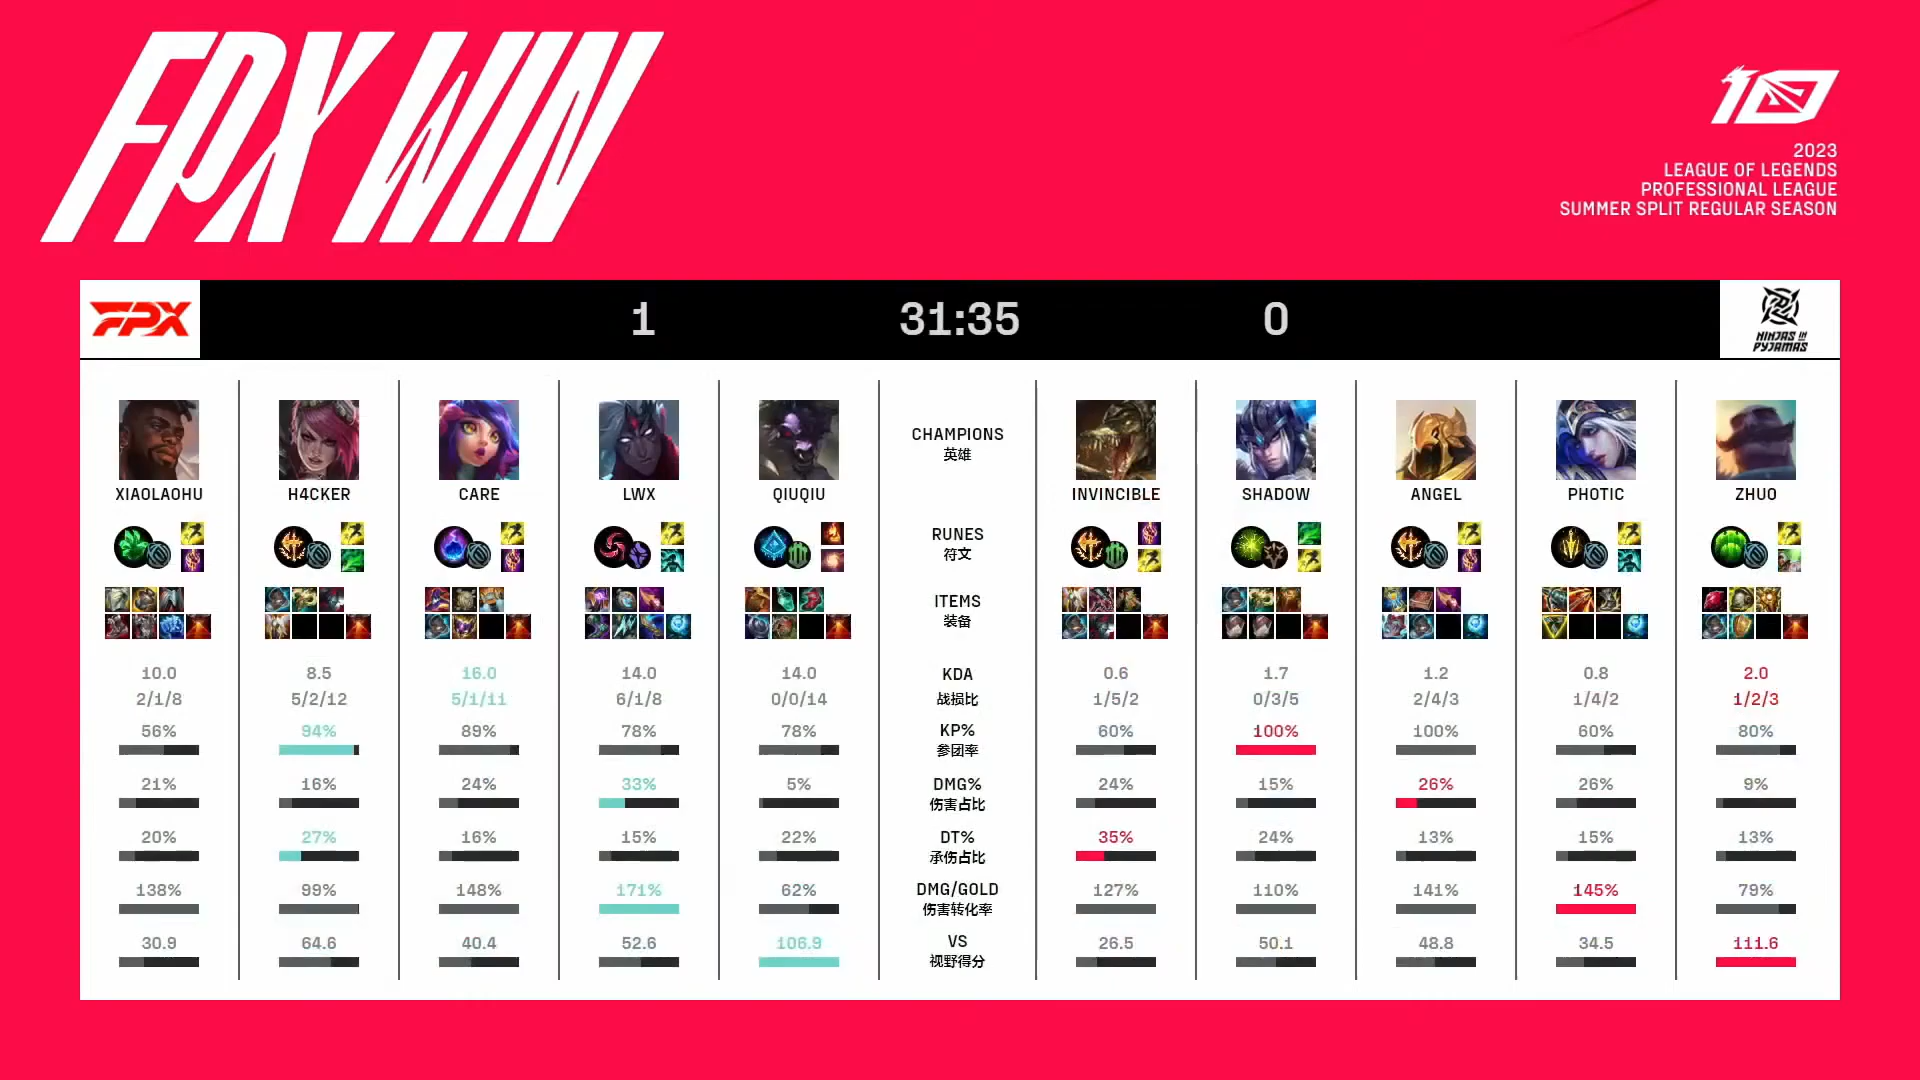 FPX WIN
2023
LEAGUE OF LEGENDS
PROFESSIONAL LEAGUE
SUMMER SPLIT REGULAR SEASON
FPX 1 31:35 0 NINJAS IN PYJAMAS
CHAMPIONS
英雄
XIAOLAOHU H4CKER CARE LWX QIUQIU INVINCIBLE SHADOW ANGEL PHOTIC ZHUO
RUNES
符文
ITEMS
装备
10.0 8.5 16.0 14.0 14.0 KDA 0.6 1.7 1.2 0.8 2.0
2/1/8 5/2/12 5/1/11 6/1/8 0/0/14 战损比 1/5/2 0/3/5 2/4/3 1/4/2 1/2/3
56% 94% 89% 78% 78% KP% 60% 100% 100% 60% 80%
参团率
21% 16% 24% 33% 5% DMG% 24% 15% 26% 26% 9%
伤害占比
20% 27% 16% 15% 22% DT% 35% 24% 13% 15% 13%
承伤占比
138% 99% 148% 171% 62% DMG/GOLD 127% 110% 141% 145% 79%
伤害转化率
30.9 64.6 40.4 52.6 106.9 VS 26.5 50.1 48.8 34.5 111.6
视野得分